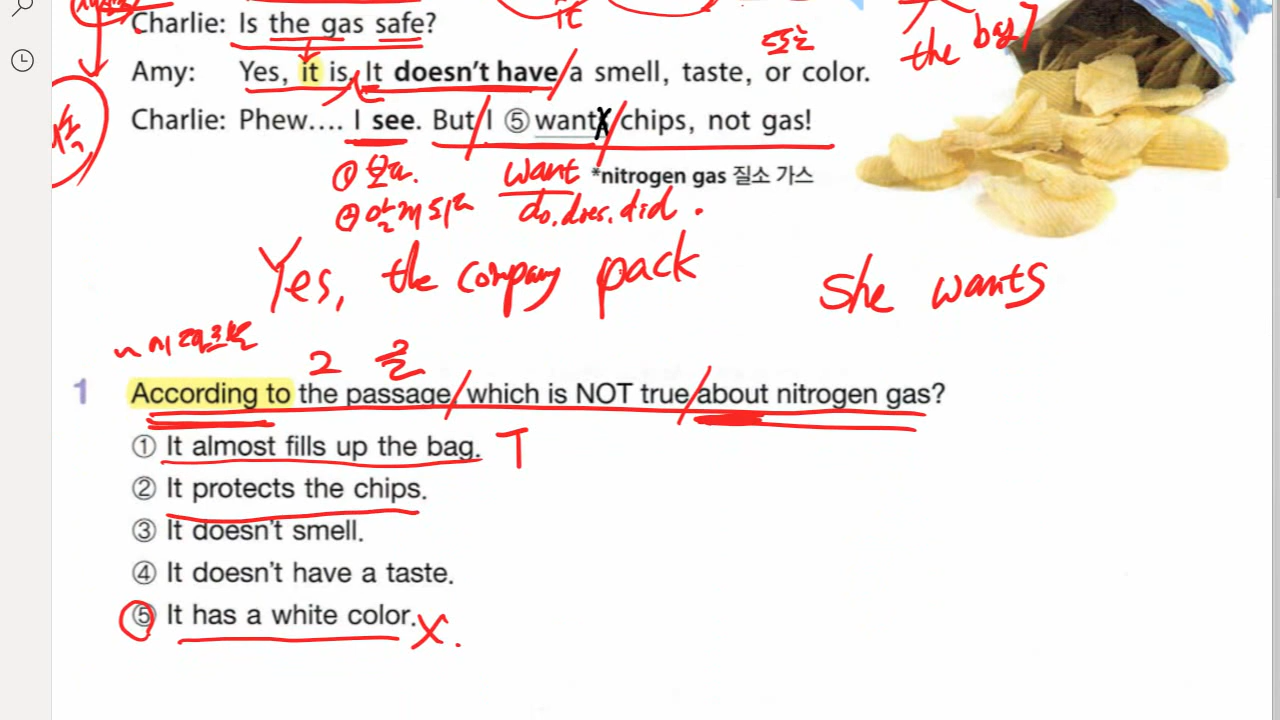 it
the bag
Charlie: Is the gas safe?
또는
Amy: Yes, it is. It doesn't have a smell, taste, or color.
Charlie: Phew.... I see. But I ⑤ want chips, not gas!
① 보다. want *nitrogen gas 질소 가스
② 알게되다 do, does, did.
Yes, the company pack She wants
1 According to the passage, which is NOT true about nitrogen gas?
① It almost fills up the bag. T
② It protects the chips.
③ It doesn't smell.
④ It doesn't have a taste.
⑤ It has a white color. X.